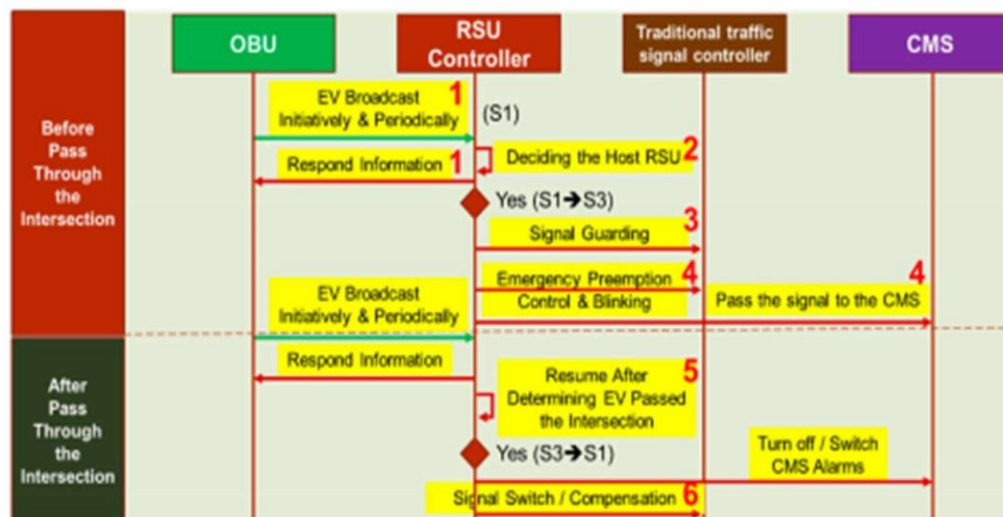 OBU
RSU
Controller
Traditional traffic
signal controller
CMS
Before
Pass
Through
the
Intersection
EV Broadcast 1
Initiatively & Periodically
(S1)
Deciding the Host RSU 2
Respond Information 1
Yes (S1➔S3)
Signal Guarding 3
Emergency Preemption 4
Control & Blinking
Pass the signal to the CMS 4
EV Broadcast
Initiatively & Periodically
After
Pass
Through
the
Intersection
Respond Information
Resume After 5
Determining EV Passed
the Intersection
Yes (S3➔S1)
Turn off / Switch
CMS Alarms
Signal Switch / Compensation 6